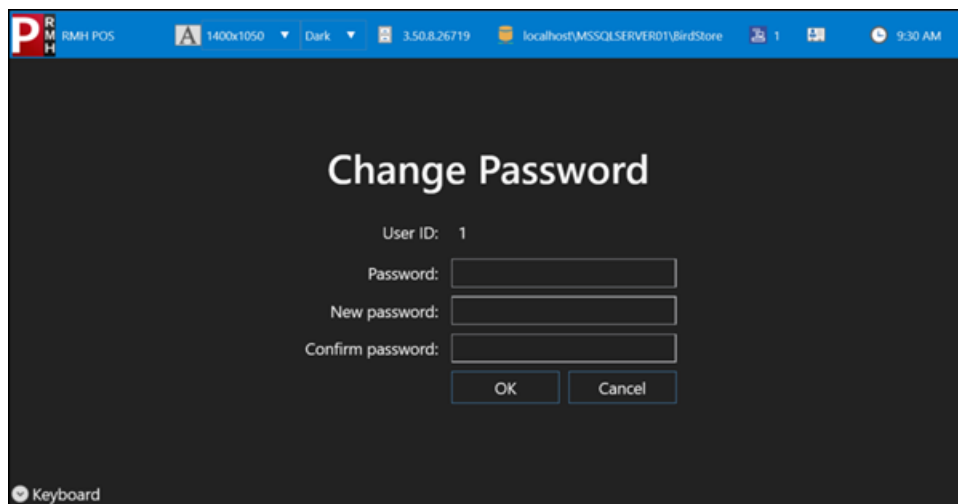 P RMH RMH POS A 1400x1050 Dark 3.50.8.26719 localhost\MSSQLSERVER01\BirdStore 1 9:30 AM
Change Password
User ID: 1
Password:
New password:
Confirm password:
OK Cancel
Keyboard